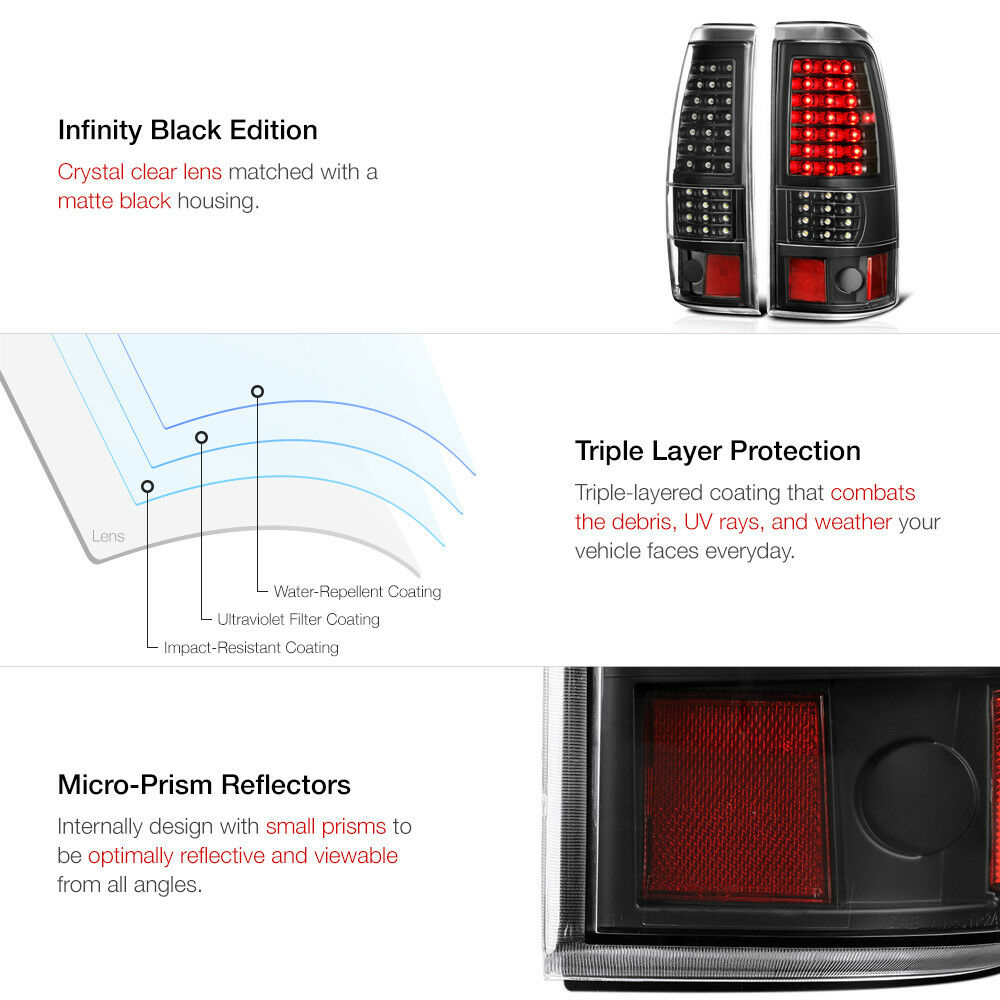 Infinity Black Edition
Crystal clear lens matched with a
matte black housing.
Lens
Water-Repellent Coating
Ultraviolet Filter Coating
Impact-Resistant Coating
Triple Layer Protection
Triple-layered coating that combats
the debris, UV rays, and weather your
vehicle faces everyday.
Micro-Prism Reflectors
Internally design with small prisms to
be optimally reflective and viewable
from all angles.